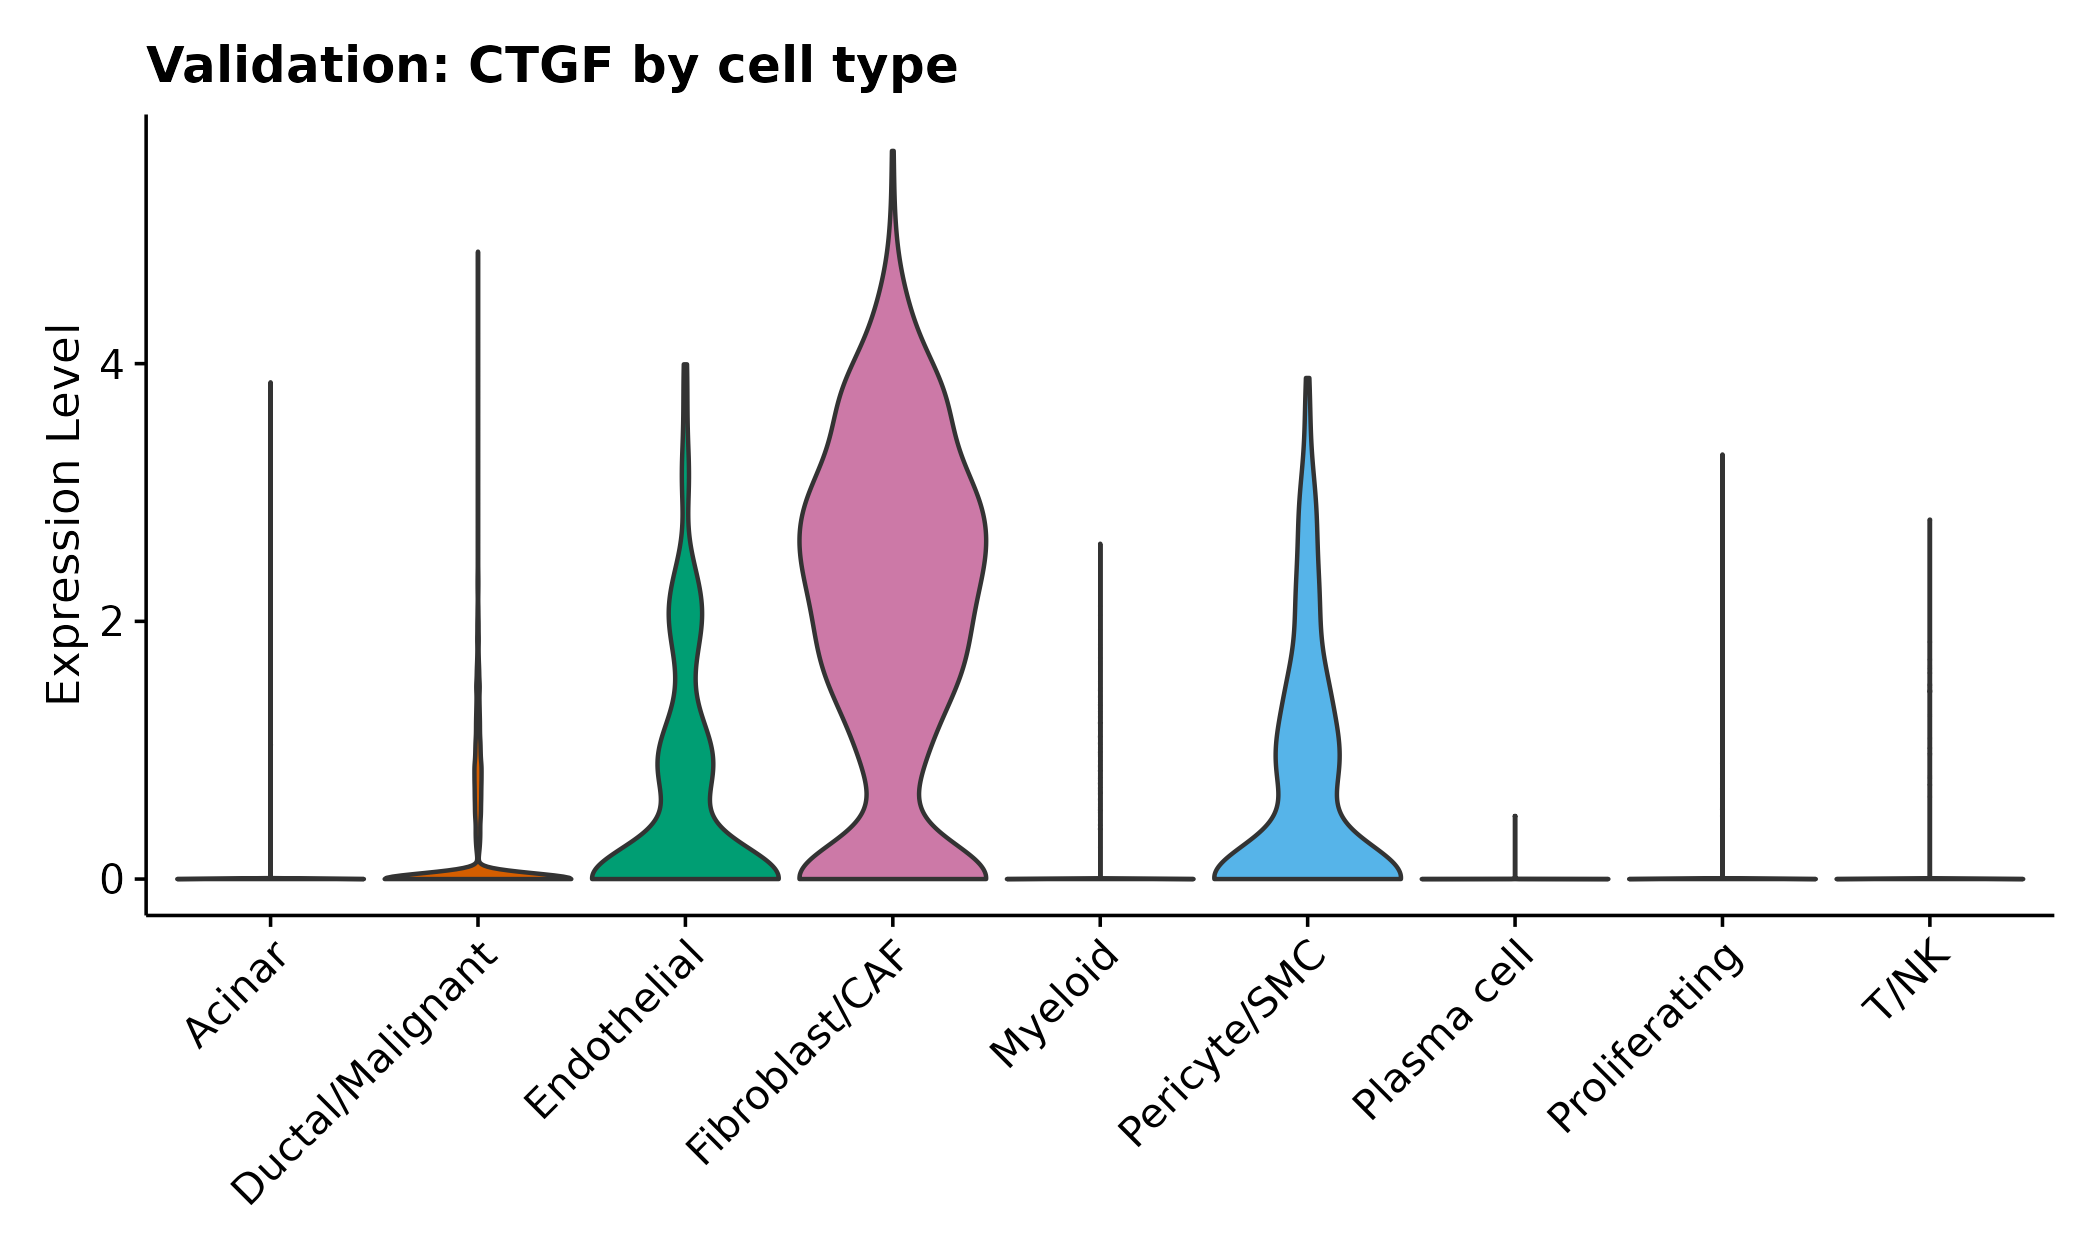 Validation: CTGF by cell type
Expression Level
4
2
0
Acinar
Ductal/Malignant
Endothelial
Fibroblast/CAF
Myeloid
Pericyte/SMC
Plasma cell
Proliferating
T/NK